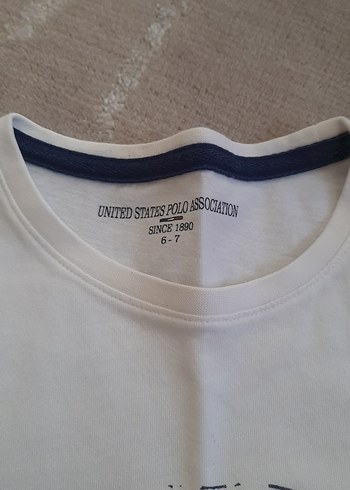 UNITED STATES POLO ASSOCIATION
SINCE 1890
6-7